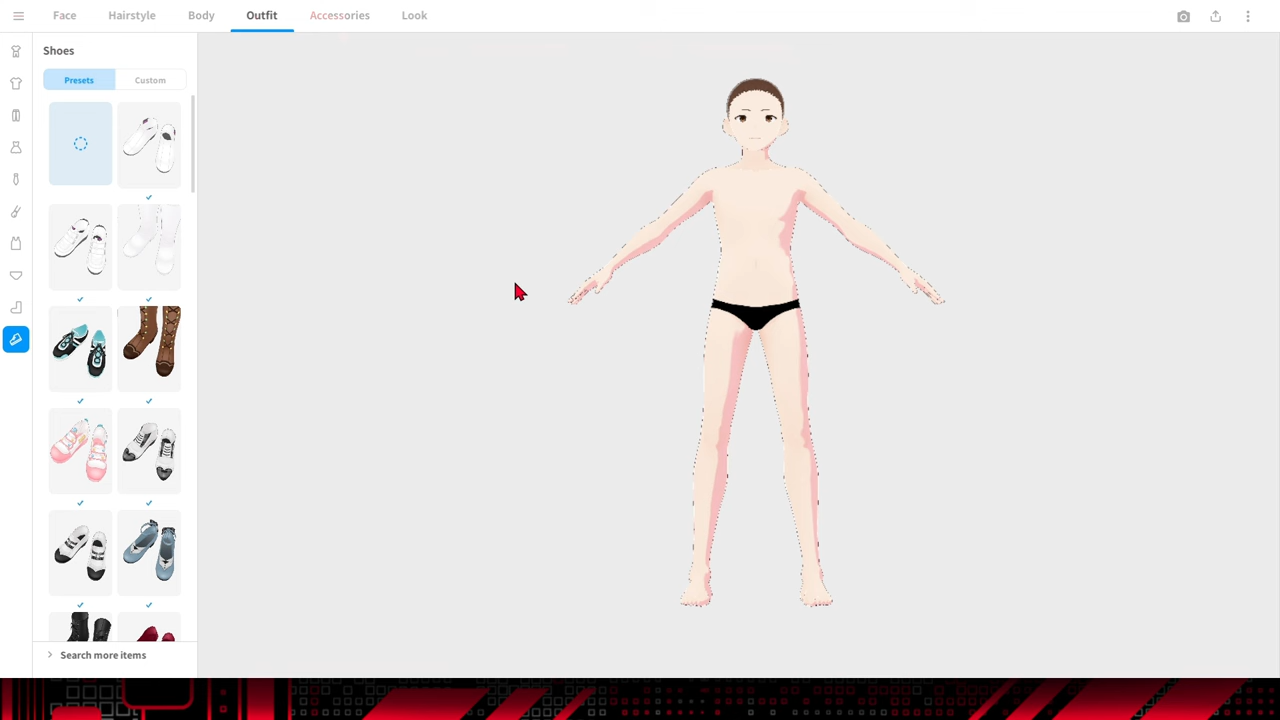 Face
Hairstyle
Body
Outfit
Accessories
Look
Shoes
Presets
Custom
Search more items